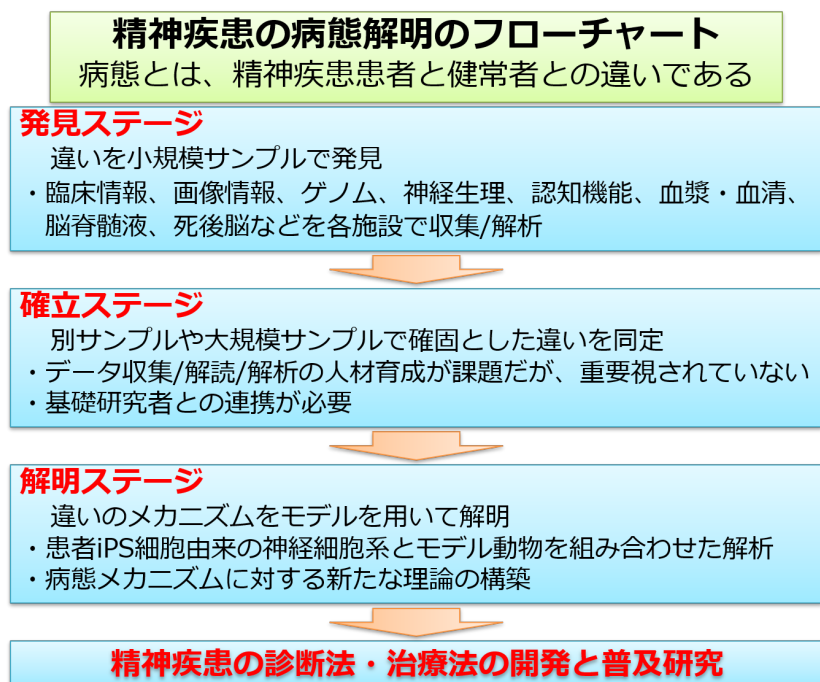 精神疾患の病態解明のフローチャート
病態とは、精神疾患患者と健常者との違いである
発見ステージ
違いを小規模サンプルで発見
・臨床情報、画像情報、ゲノム、神経生理、認知機能、血漿・血清、
脳脊髄液、死後脳などを各施設で収集/解析
確立ステージ
別サンプルや大規模サンプルで確固とした違いを同定
・データ収集/解読/解析の人材育成が課題だが、重要視されていない
・基礎研究者との連携が必要
解明ステージ
違いのメカニズムをモデルを用いて解明
・患者iPS細胞由来の神経細胞系とモデル動物を組み合わせた解析
・病態メカニズムに対する新たな理論の構築
精神疾患の診断法・治療法の開発と普及研究